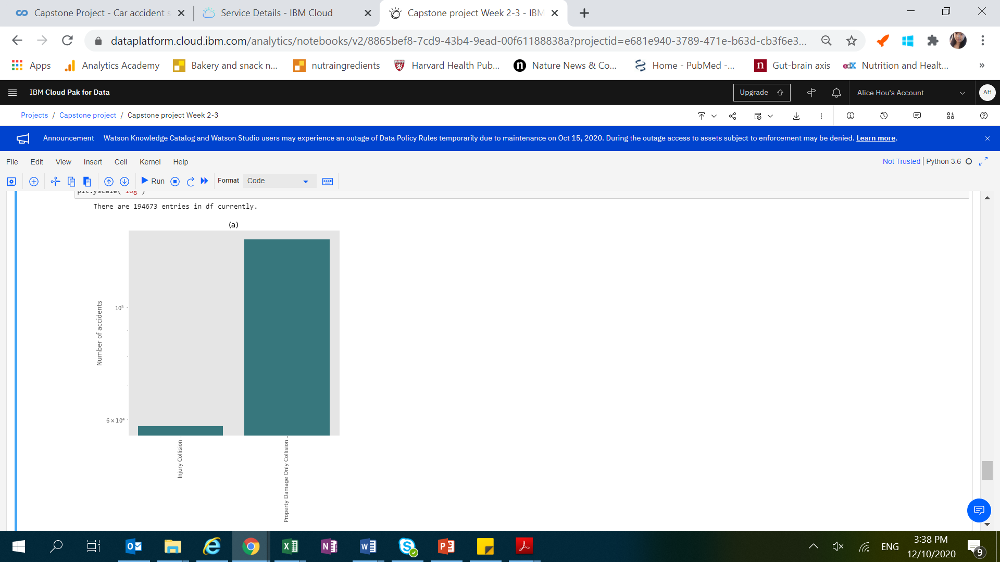 Capstone Project - Car accident s
Service Details - IBM Cloud
Capstone project Week 2-3 - IBM
dataplatform.cloud.ibm.com/analytics/notebooks/v2/8865bef8-7cd9-43b4-9ead-00f61188838a?projectid=e681e940-3789-471e-b63d-cb3f6e3...
Apps
Analytics Academy
Bakery and snack n...
nutraingredients
Harvard Health Pub...
Nature News & Co...
Home - PubMed -...
Gut-brain axis
Nutrition and Healt...
»
IBM Cloud Pak for Data
Upgrade
Alice Hou's Account
AH
Projects / Capstone project / Capstone project Week 2-3
Announcement Watson Knowledge Catalog and Watson Studio users may experience an outage of Data Policy Rules temporarily due to maintenance on Oct 15, 2020. During the outage access to assets subject to enforcement may be denied. Learn more.
File Edit View Insert Cell Kernel Help
Not Trusted | Python 3.6
Run
Format
Code
plt.yscale('log')
There are 194673 entries in df currently.
(a)
Number of accidents
10⁵
6 × 10⁴
Injury Collision
Property Damage Only Collision
ENG
3:38 PM
12/10/2020
9